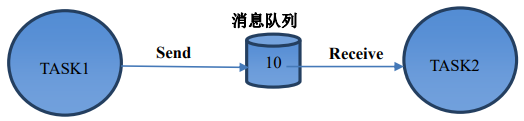 消息队列
TASK1
Send
10
Receive
TASK2